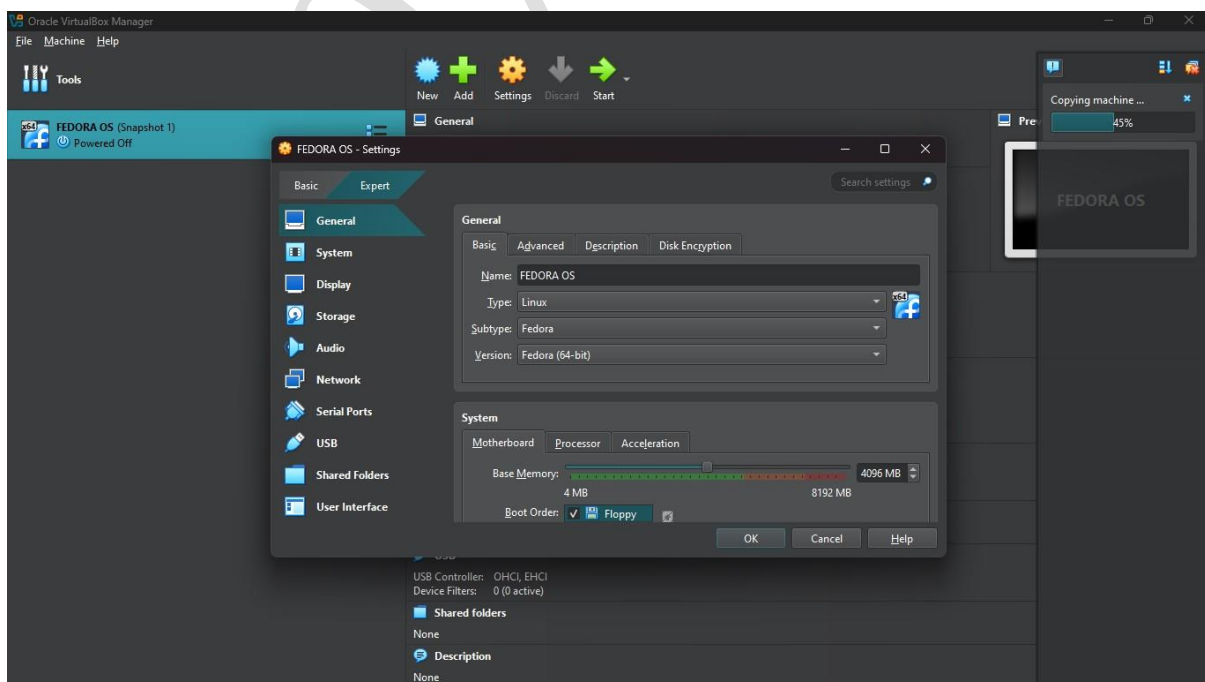 Oracle VirtualBox Manager
File Machine Help
Tools
New Add Settings Discard Start
x64 FEDORA OS (Snapshot 1)
Powered Off
General
Pre
Copying machine ...
45%
FEDORA OS
FEDORA OS - Settings
Basic Expert
Search settings
General
System
Display
Storage
Audio
Network
Serial Ports
USB
Shared Folders
User Interface
General
Basic Advanced Description Disk Encryption
Name: FEDORA OS
Type: Linux
x64
Subtype: Fedora
Version: Fedora (64-bit)
System
Motherboard Processor Acceleration
Base Memory: 4096 MB
4 MB 8192 MB
Boot Order: Floppy
OK Cancel Help
USB Controller: OHCI, EHCI
Device Filters: 0 (0 active)
Shared folders
None
Description
None